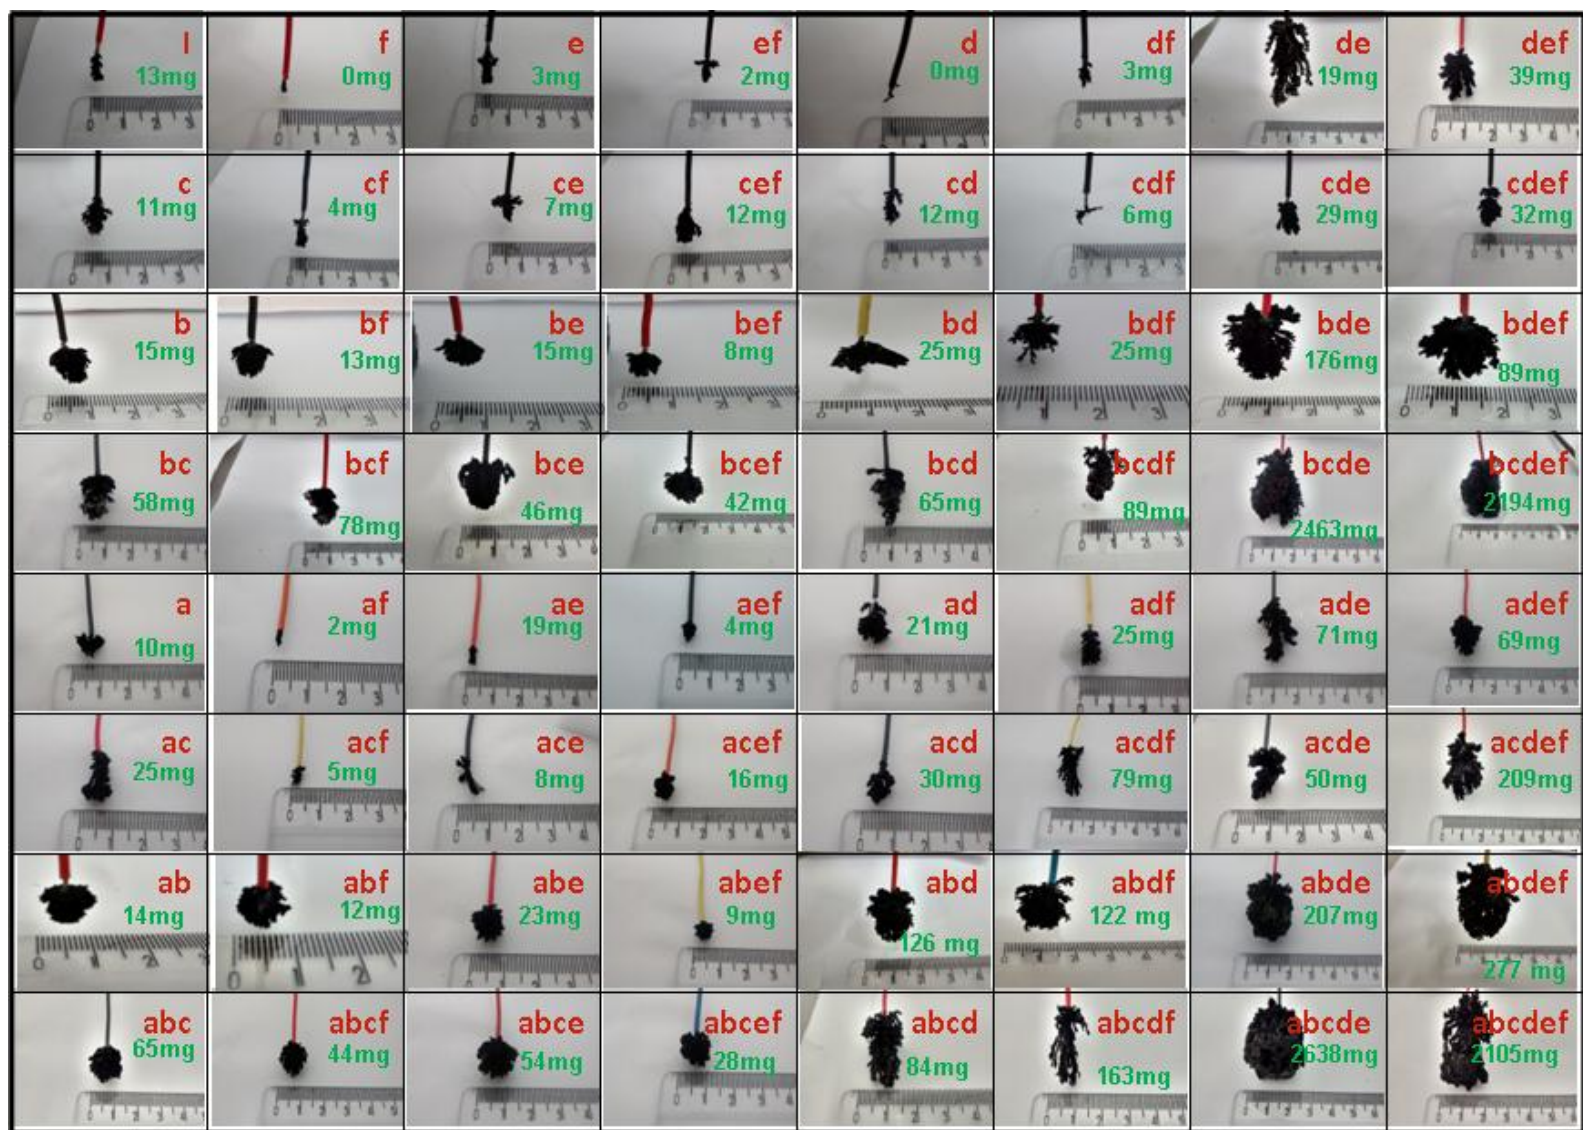 I
13mg
f
0mg
e
3mg
ef
2mg
d
0mg
df
3mg
de
19mg
def
39mg
c
11mg
cf
4mg
ce
7mg
cef
12mg
cd
12mg
cdf
6mg
cde
29mg
cdef
32mg
b
15mg
bf
13mg
be
15mg
bef
8mg
bd
25mg
bdf
25mg
bde
176mg
bdef
89mg
bc
58mg
bcf
78mg
bce
46mg
bcef
42mg
bcd
65mg
bcdf
89mg
bcde
2463mg
bcdef
2194mg
a
10mg
af
2mg
ae
19mg
aef
4mg
ad
21mg
adf
25mg
ade
71mg
adef
69mg
ac
25mg
acf
5mg
ace
8mg
acef
16mg
acd
30mg
acdf
79mg
acde
50mg
acdef
209mg
ab
14mg
abf
12mg
abe
23mg
abef
9mg
abd
126 mg
abdf
122 mg
abde
207mg
abdef
277 mg
abc
65mg
abcf
44mg
abce
54mg
abcef
28mg
abcd
84mg
abcdf
163mg
abcde
2638mg
abcdef
2105mg